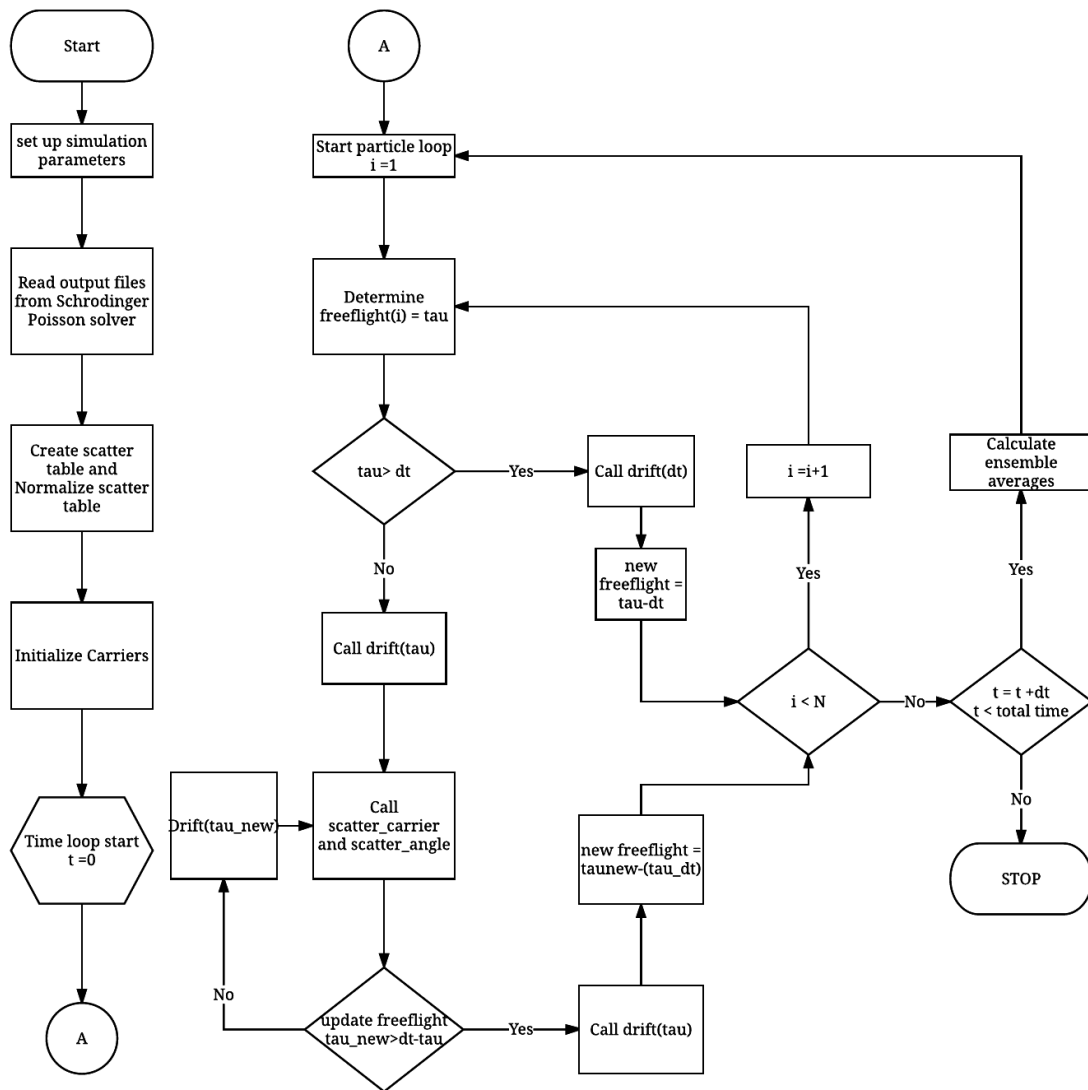 Start
set up simulation
parameters
Read output files
from Schrodinger
Poisson solver
Create scatter
table and
Normalize scatter
table
Initialize Carriers
Time loop start
t =0
A
A
Start particle loop
i =1
Determine
freeflight(i) = tau
tau> dt
Yes
No
Call drift(dt)
new
freeflight =
tau-dt
Call drift(tau)
Call
scatter_carrier
and scatter_angle
Drift(tau_new)
update freeflight
tau_new>dt-tau
No
Yes
Call drift(tau)
new freeflight =
taunew-(tau_dt)
i < N
Yes
i =i+1
No
t = t +dt
t < total time
Yes
Calculate
ensemble
averages
No
STOP